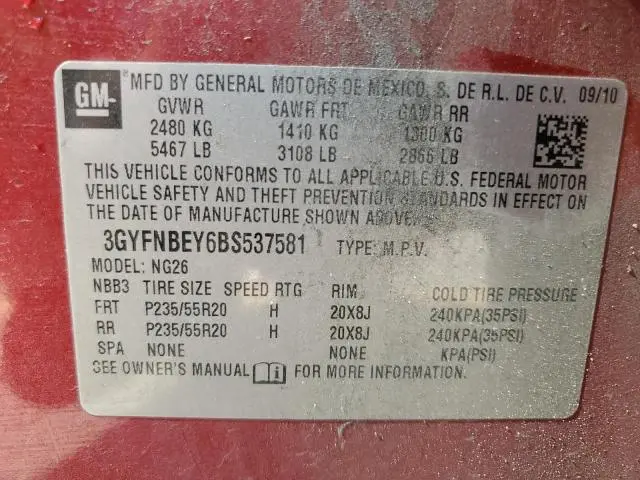 GM
MFD BY GENERAL MOTORS DE MEXICO, S. DE R.L. DE C.V. 09/10
GVWR GAWR FRT GAWR RR
2480 KG 1410 KG 1300 KG
5467 LB 3108 LB 2866 LB
THIS VEHICLE CONFORMS TO ALL APPLICABLE U.S. FEDERAL MOTOR
VEHICLE SAFETY AND THEFT PREVENTION STANDARDS IN EFFECT ON
THE DATE OF MANUFACTURE SHOWN ABOVE.
3GYFNBEY6BS537581 TYPE: M.P.V.
MODEL: NG26
NBB3 TIRE SIZE SPEED RTG RIM COLD TIRE PRESSURE
FRT P235/55R20 H 20X8J 240KPA(35PSI)
RR P235/55R20 H 20X8J 240KPA(35PSI)
SPA NONE NONE KPA(PSI)
SEE OWNER'S MANUAL i FOR MORE INFORMATION.